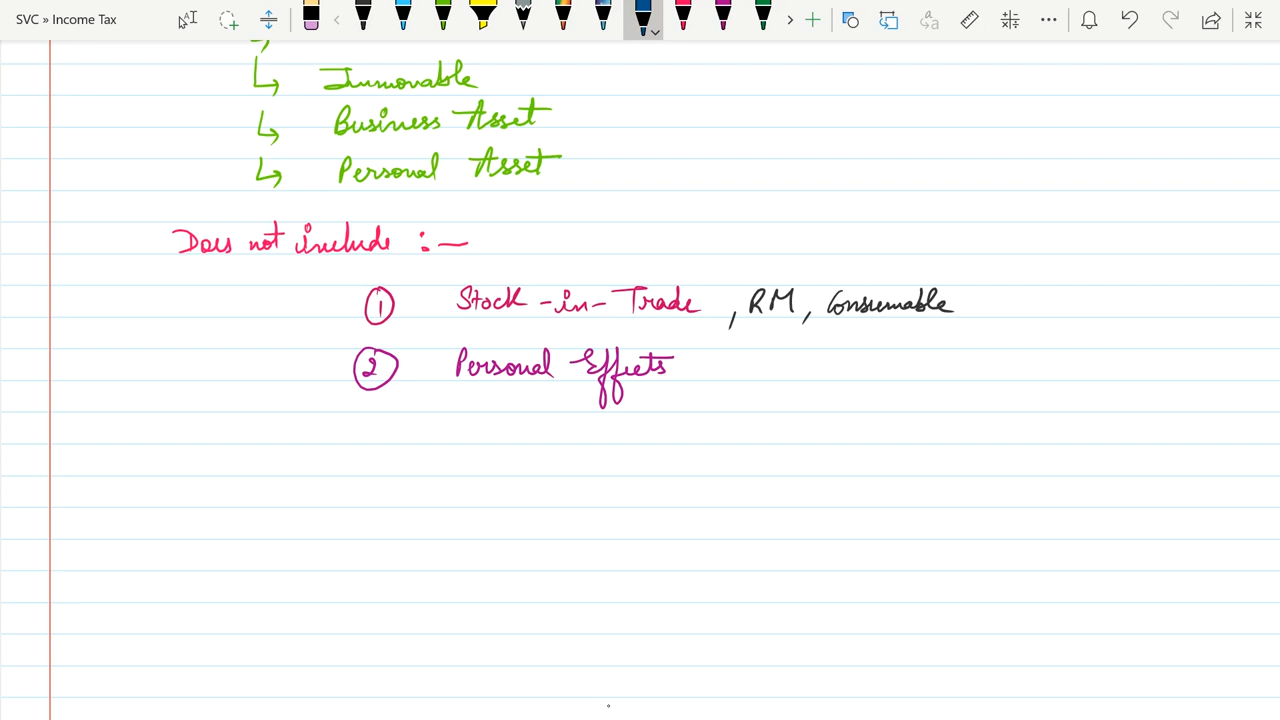 SVC » Income Tax
Immovable
Business Asset
Personal Asset
Does not include :—
① Stock-in-Trade , RM, Consumable
② Personal Effects